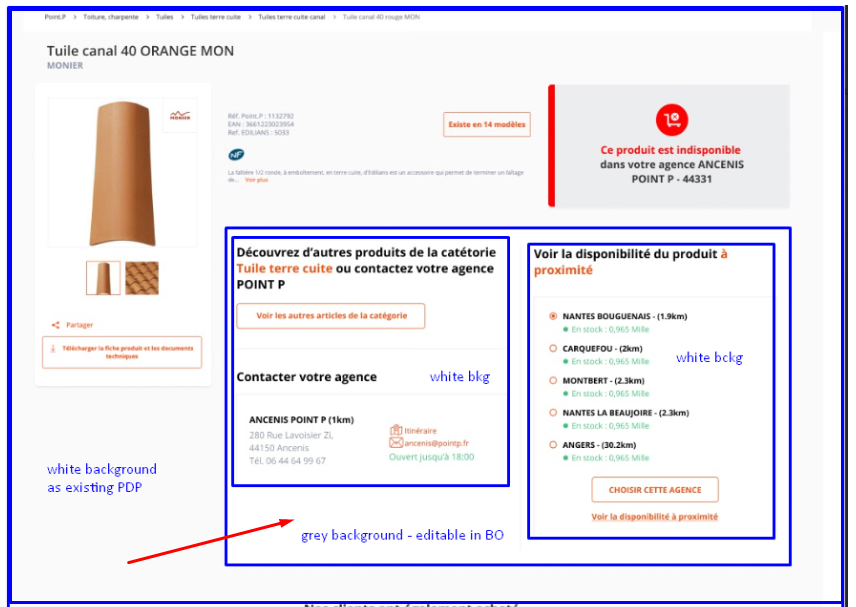 Point.P > Toiture, charpente > Tuiles > Tuiles terre cuite > Tuiles terre cuite canal > Tuile canal 40 rouge MON
Tuile canal 40 ORANGE MON
MONIER
MONIER
Réf. Point.P : 1132792
EAN : 3661223023954
Ref. EDILIANS : 5033
Existe en 14 modèles
NF
La faîtière 1/2 ronde, à emboîtement, en terre cuite, d'Edilians est un accessoire qui permet de terminer un faîtage
de... Voir plus
Ce produit est indisponible
dans votre agence ANCENIS
POINT P - 44331
Partager
Télécharger la fiche produit et les documents
techniques
Découvrez d'autres produits de la catétorie
Tuile terre cuite ou contactez votre agence
POINT P
Voir les autres articles de la catégorie
Contacter votre agence
white bkg
ANCENIS POINT P (1km)
280 Rue Lavoisier ZI,
44150 Ancenis
Tél. 06 44 64 99 67
Itinéraire
ancenis@pointp.fr
Ouvert jusqu'à 18:00
Voir la disponibilité du produit à
proximité
NANTES BOUGUENAIS - (1.9km)
En stock : 0,965 Mille
CARQUEFOU - (2km)
En stock : 0,965 Mille
white bckg
MONTBERT - (2.3km)
En stock : 0,965 Mille
NANTES LA BEAUJOIRE - (2.3km)
En stock : 0,965 Mille
ANGERS - (30.2km)
En stock : 0,965 Mille
CHOISIR CETTE AGENCE
Voir la disponibilité à proximité
white background
as existing PDP
grey background - editable in BO
Nos clients ont également acheté